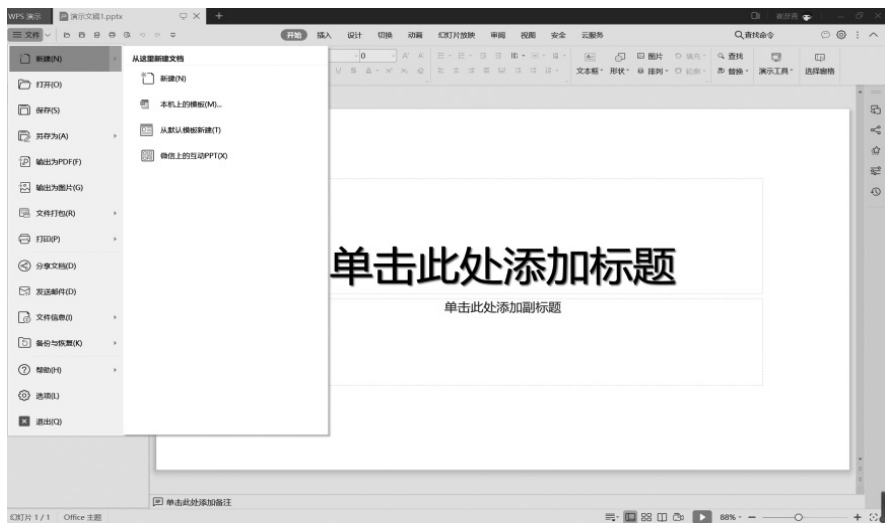 WPS 演示 演示文稿1.pptx
文件 开始 插入 设计 切换 动画 幻灯片放映 审阅 视图 安全 云服务 查找命令
新建(N) 从这里新建文档
新建(N)
打开(O)
本机上的模板(M)...
保存(S)
从默认模板新建(T)
另存为(A)
微信上的互动PPT(X)
输出为PDF(F)
输出为图片(G)
文件打包(R)
打印(P)
分享文档(D)
发送邮件(D)
文件信息(I)
备份与恢复(K)
帮助(H)
选项(L)
退出(Q)
0 图片 填充 查找
文本框 形状 排列 轮廓 替换 演示工具 选择窗格
单击此处添加标题
单击此处添加副标题
单击此处添加备注
幻灯片 1 / 1 Office 主题 88%